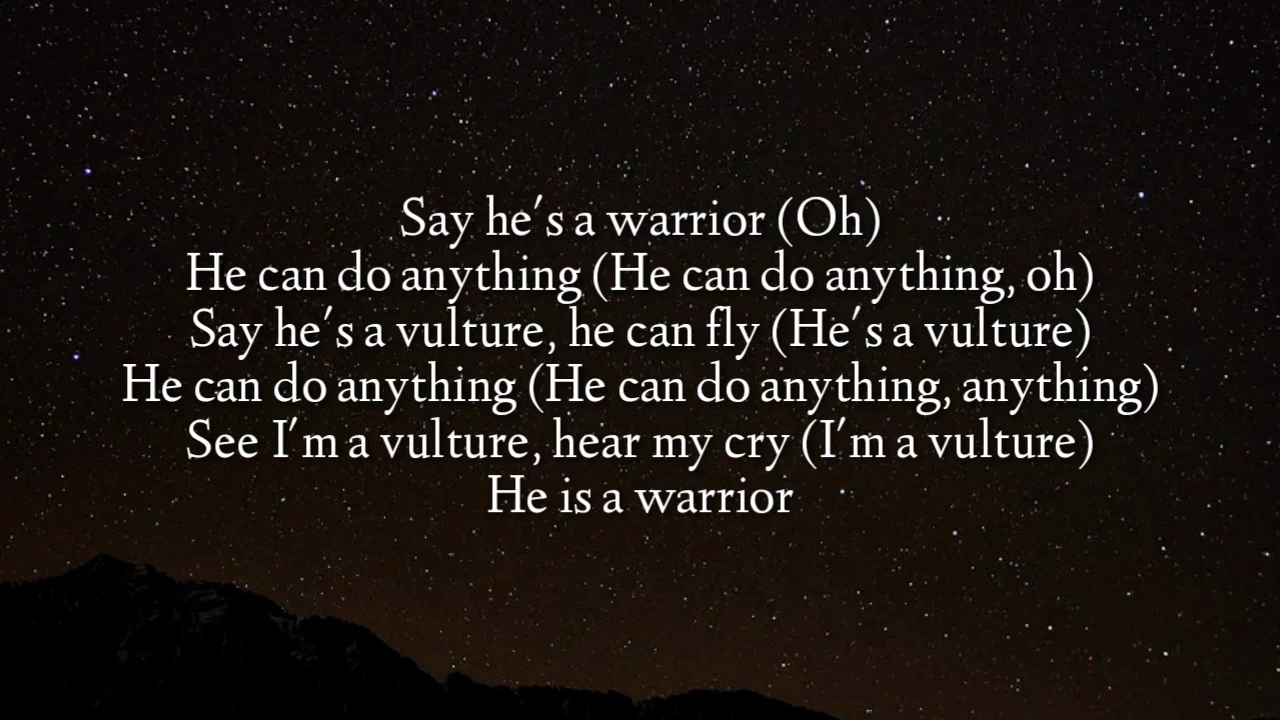 Say he's a warrior (Oh)
He can do anything (He can do anything, oh)
Say he's a vulture, he can fly (He's a vulture)
He can do anything (He can do anything, anything)
See I'm a vulture, hear my cry (I'm a vulture)
He is a warrior